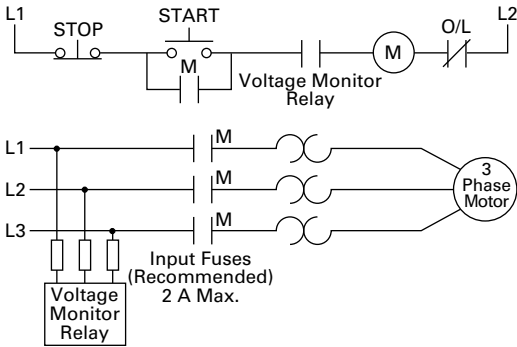 L1
START
L2
STOP
O/L
M
M
Voltage Monitor
Relay
L1
M
L2
M
L3
M
3
Phase
Motor
Input Fuses
(Recommended)
2 A Max.
Voltage
Monitor
Relay